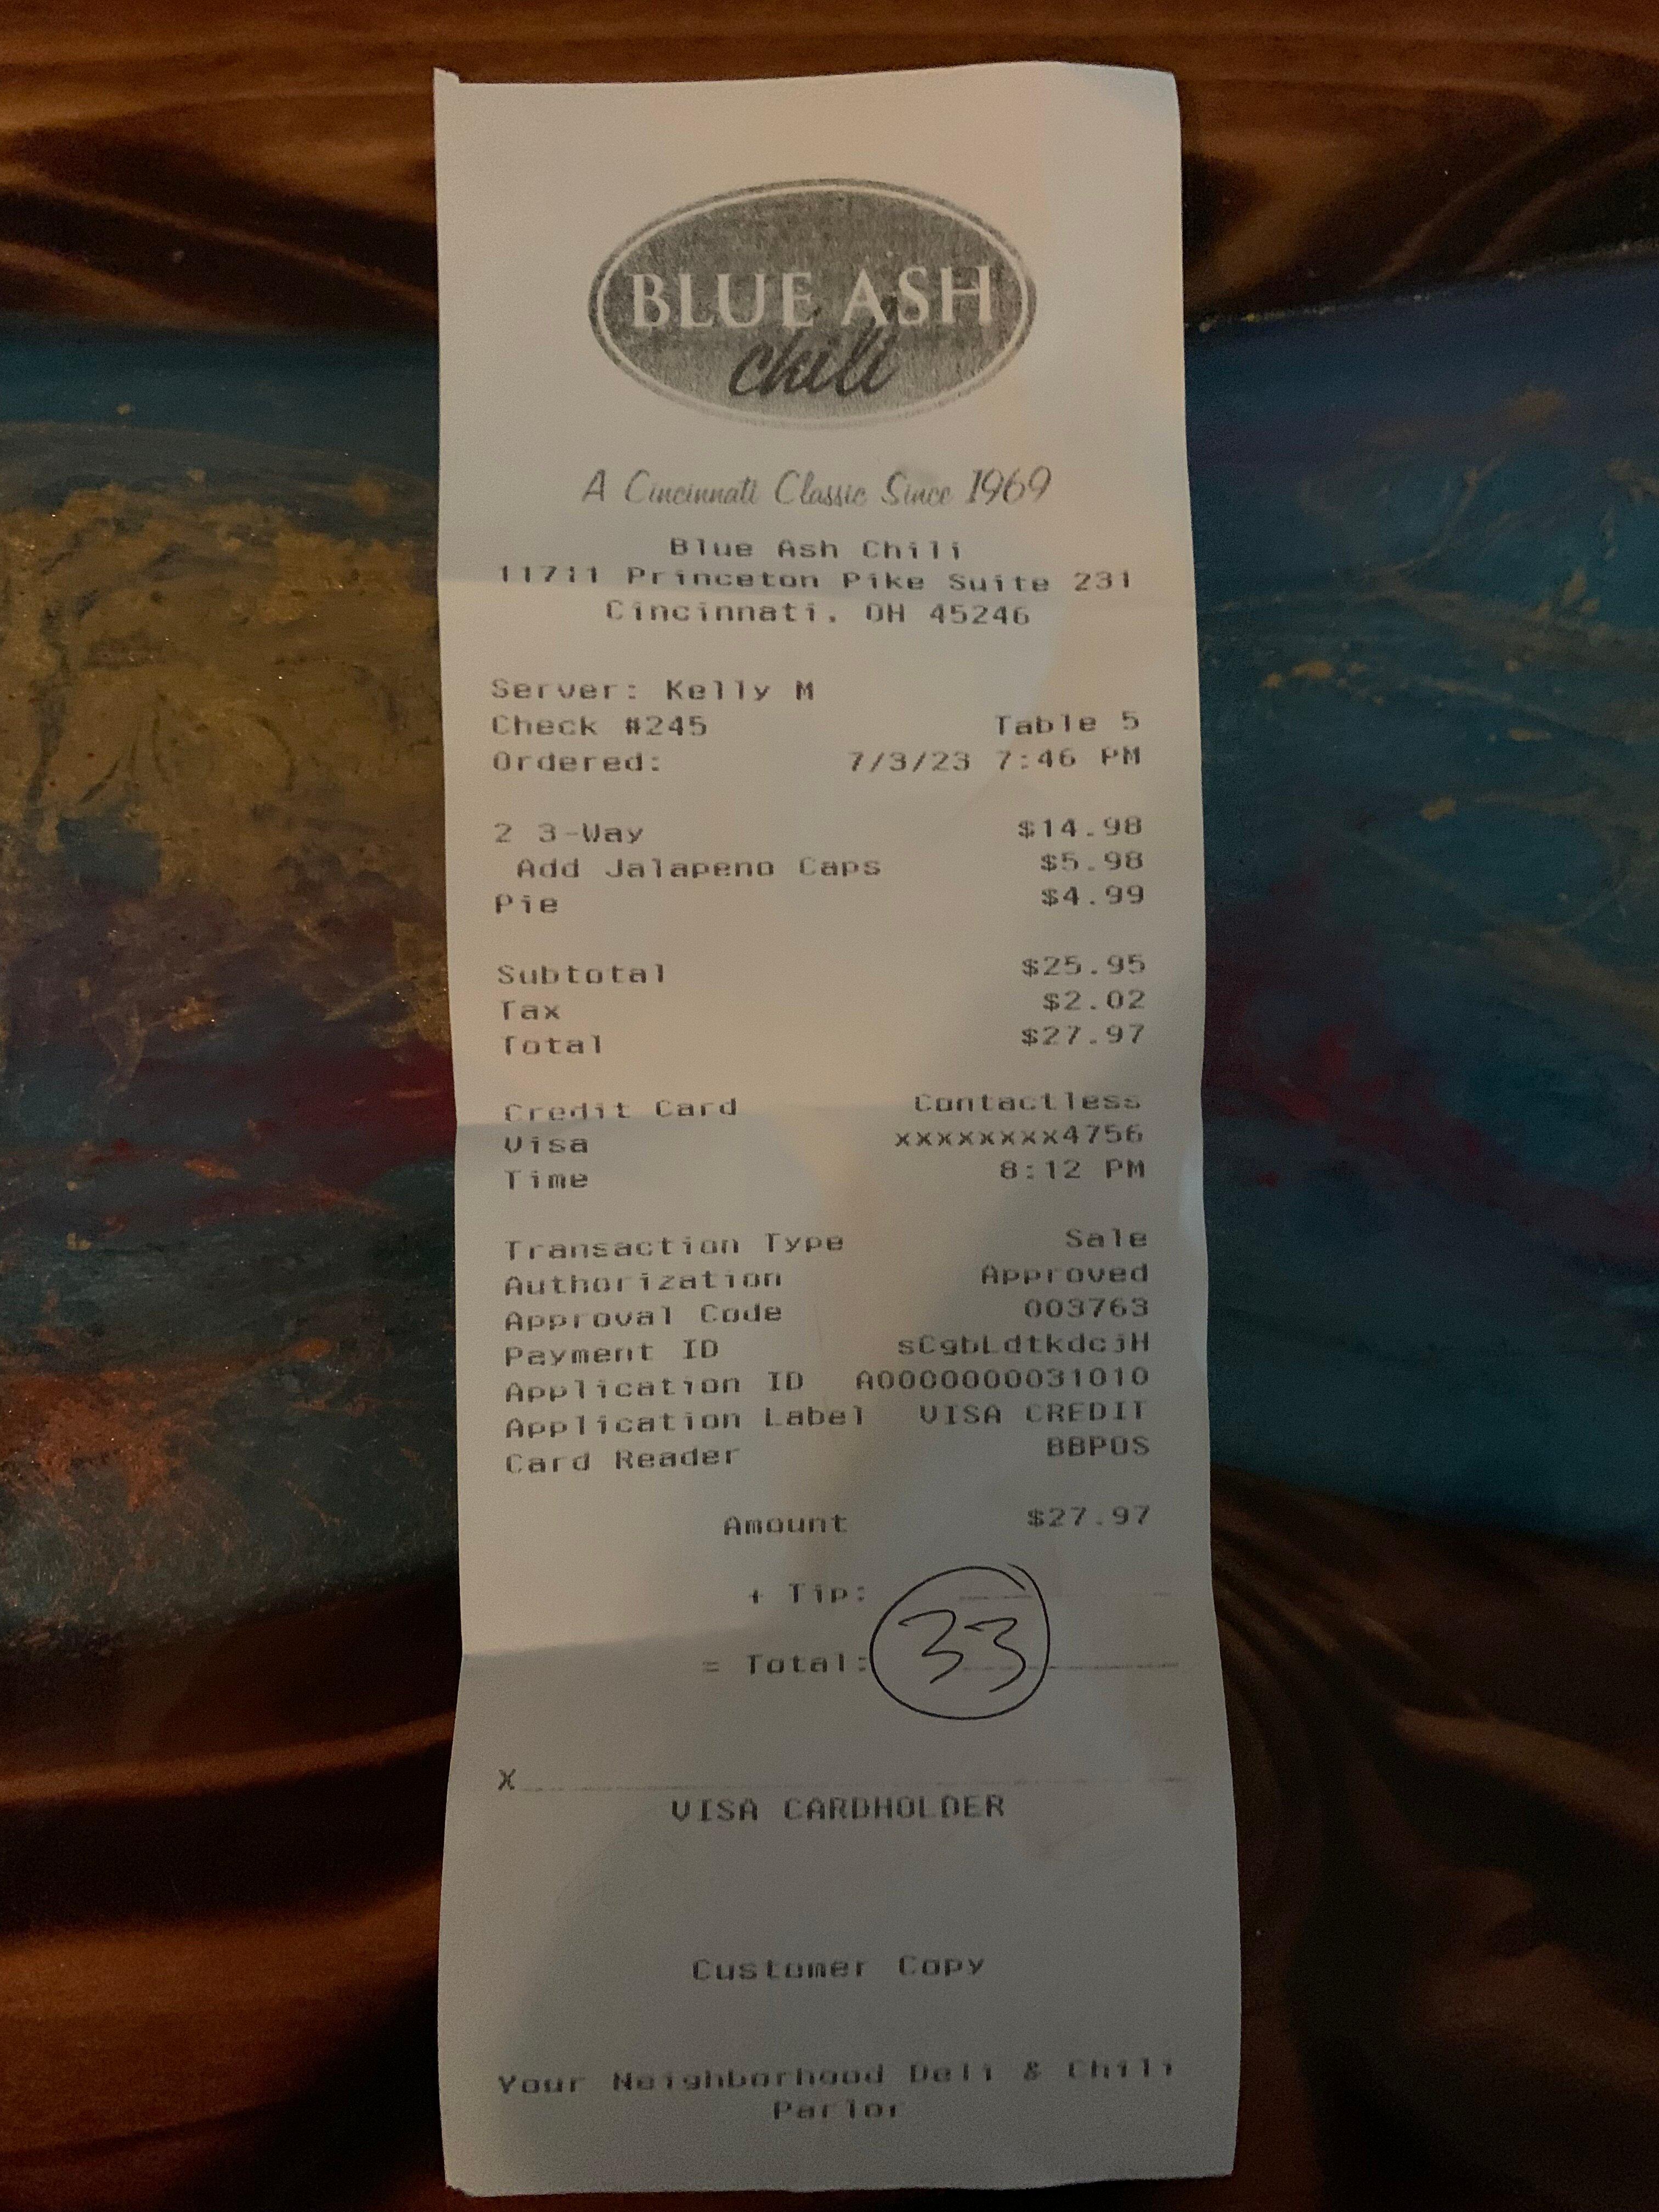 BLUE ASH
chili
A Cincinnati Classic Since 1969
Blue Ash Chili
11711 Princeton Pike Suite 231
Cincinnati, OH 45246
Server: Kelly M
Check #245 Table 5
Ordered: 7/3/23 7:46 PM
2 3-Way $14.98
Add Jalapeno Caps $5.98
Pie $4.99
Subtotal $25.95
Tax $2.02
Total $27.97
Credit Card Contactless
Visa xxxxxxxx4756
Time 8:12 PM
Transaction Type Sale
Authorization Approved
Approval Code 003763
Payment ID sCgbLdtkdcjH
Application ID A0000000031010
Application Label VISA CREDIT
Card Reader BBPOS
Amount $27.97
+ Tip:
= Total: 33
X
VISA CARDHOLDER
Customer Copy
Your Neighborhood Deli & Chili
Parlor